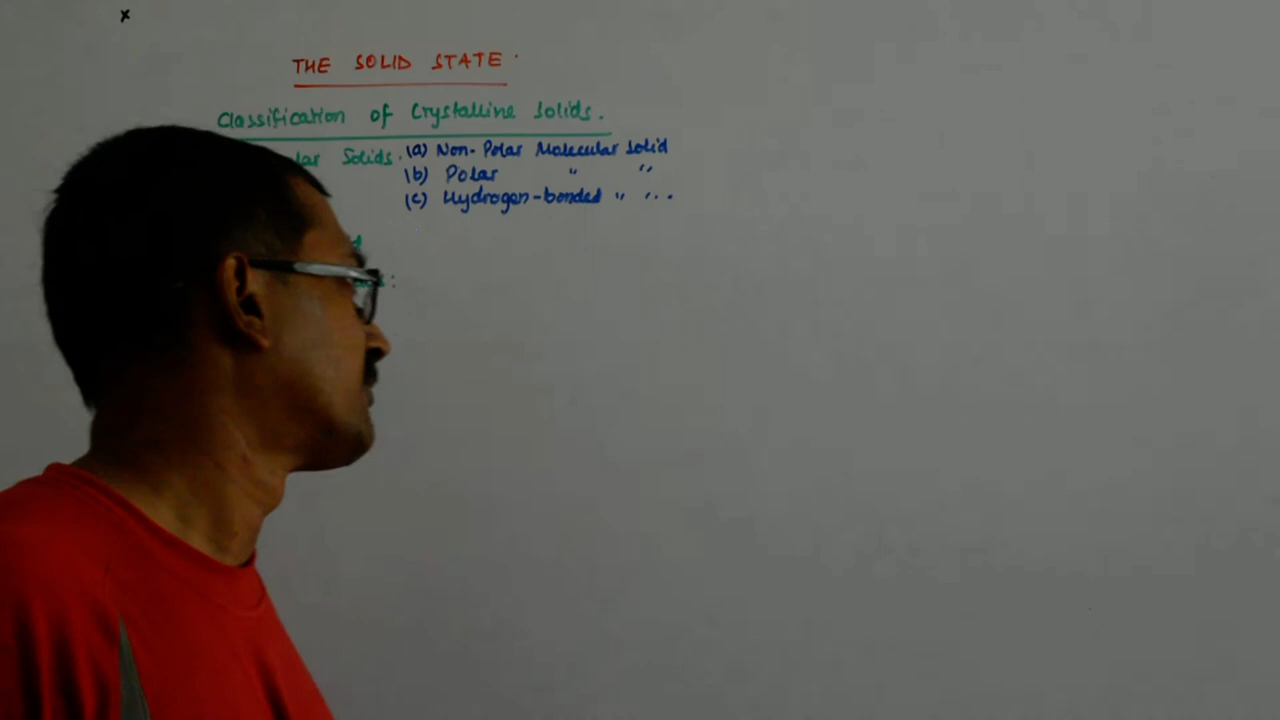 x
THE SOLID STATE.
Classification of Crystalline Solids.
lar Solids. (a) Non-Polar Molecular Solid
(b) Polar " "
(c) Hydrogen-bonded " "...
d
s: